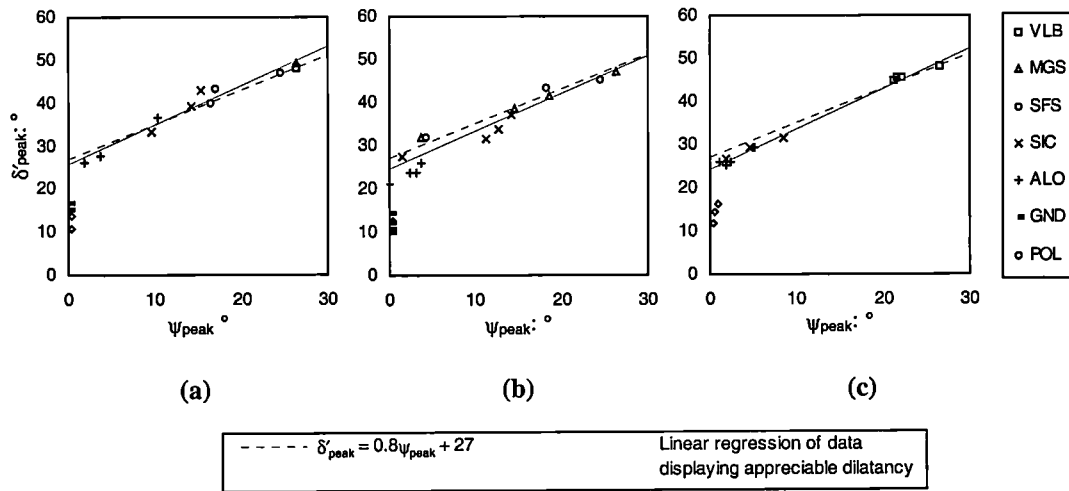 60
50
40
30
20
10
0
δ′peak: °
0 10 20 30
ψpeak °
(a)
60
50
40
30
20
10
0
0 10 20 30
ψpeak: °
(b)
60
50
40
30
20
10
0
0 10 20 30
ψpeak: °
(c)
VLB
MGS
SFS
SIC
ALO
GND
POL
δ′peak = 0.8ψpeak + 27
Linear regression of data
displaying appreciable dilatancy